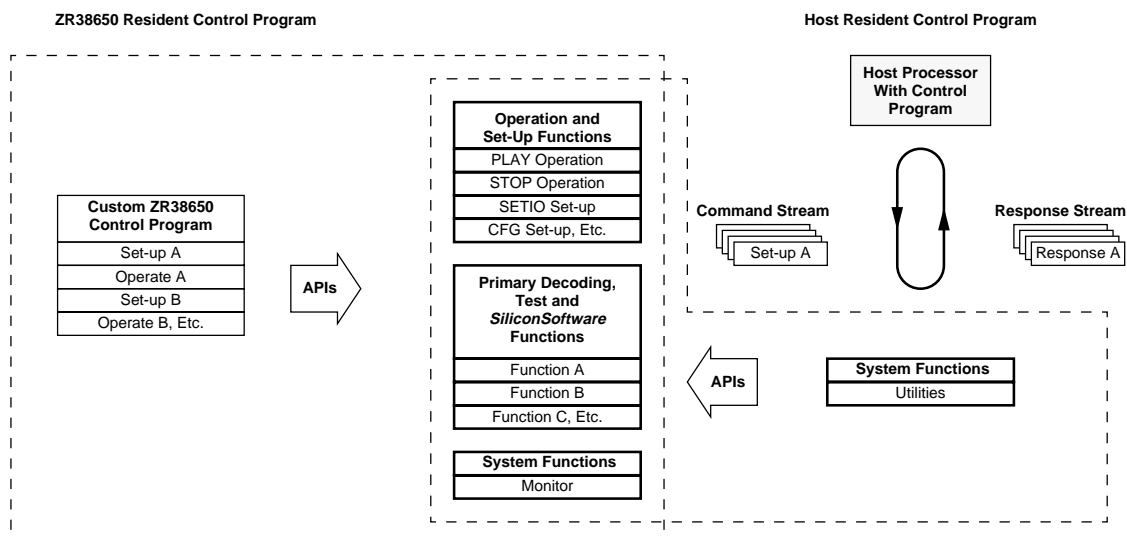 ZR38650 Resident Control Program
Host Resident Control Program
Host Processor
With Control
Program
Operation and
Set-Up Functions
PLAY Operation
STOP Operation
SETIO Set-up
CFG Set-up, Etc.
Custom ZR38650
Control Program
Set-up A
Operate A
Set-up B
Operate B, Etc.
APIs
Command Stream
Set-up A
Response Stream
Response A
Primary Decoding,
Test and
SiliconSoftware
Functions
Function A
Function B
Function C, Etc.
APIs
System Functions
Utilities
System Functions
Monitor